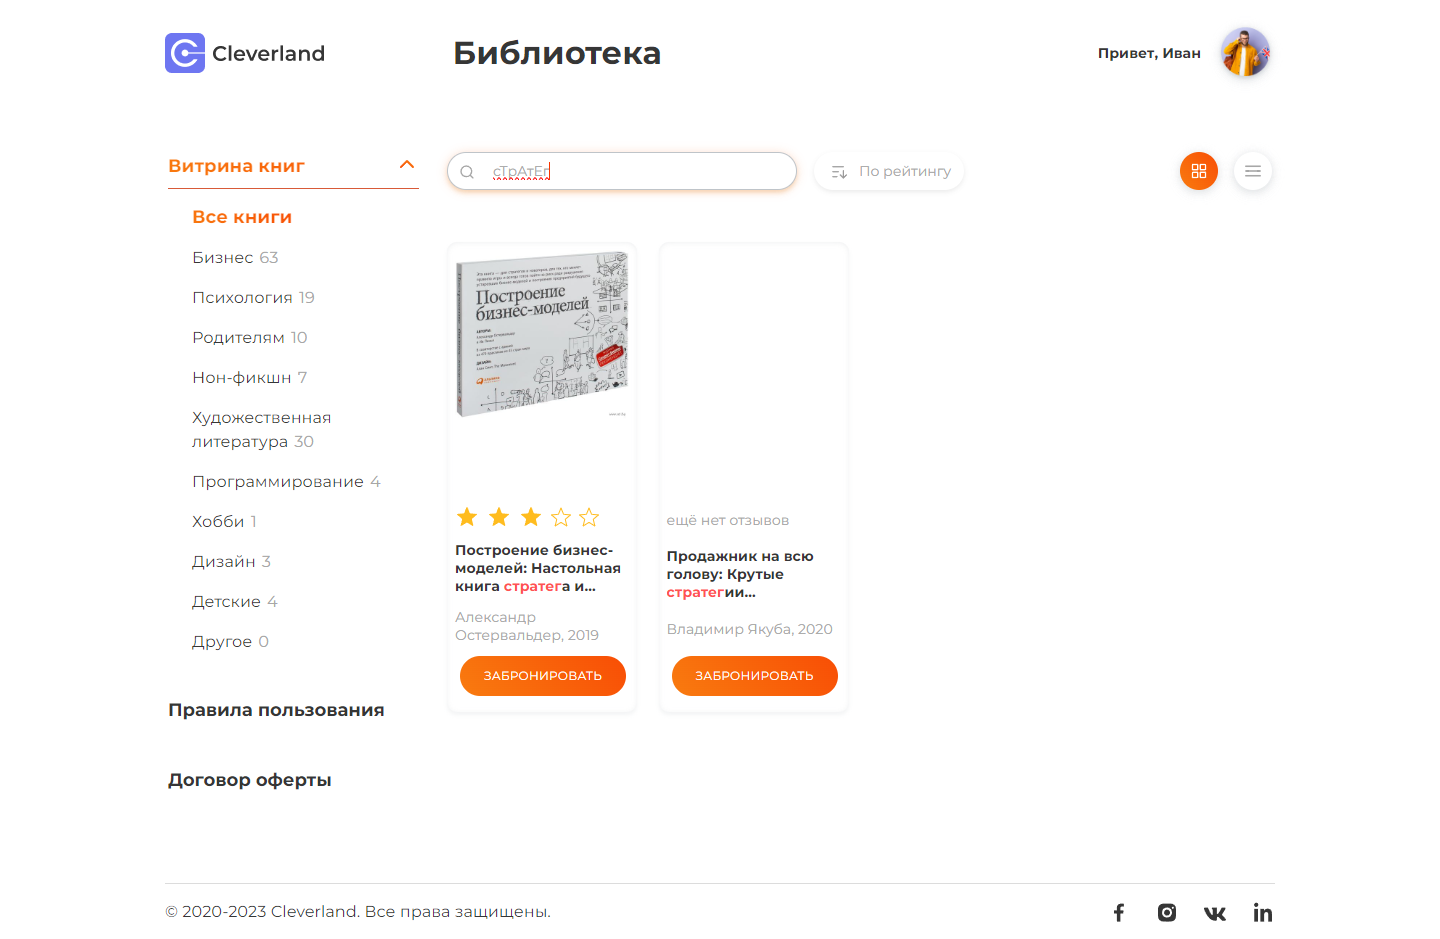 Cleverland
Библиотека
Привет, Иван
Витрина книг
сТрАтЕг
По рейтингу
Все книги
Бизнес 63
Психология 19
Родителям 10
Нон-фикшн 7
Художественная
литература 30
Программирование 4
Хобби 1
Дизайн 3
Детские 4
Другое 0
Правила пользования
Договор оферты
Построение
бизнес-моделей
Построение бизнес-
моделей: Настольная
книга стратега и...
Александр
Остервальдер, 2019
ЗАБРОНИРОВАТЬ
ещё нет отзывов
Продажник на всю
голову: Крутые
стратегии...
Владимир Якуба, 2020
ЗАБРОНИРОВАТЬ
© 2020-2023 Cleverland. Все права защищены.